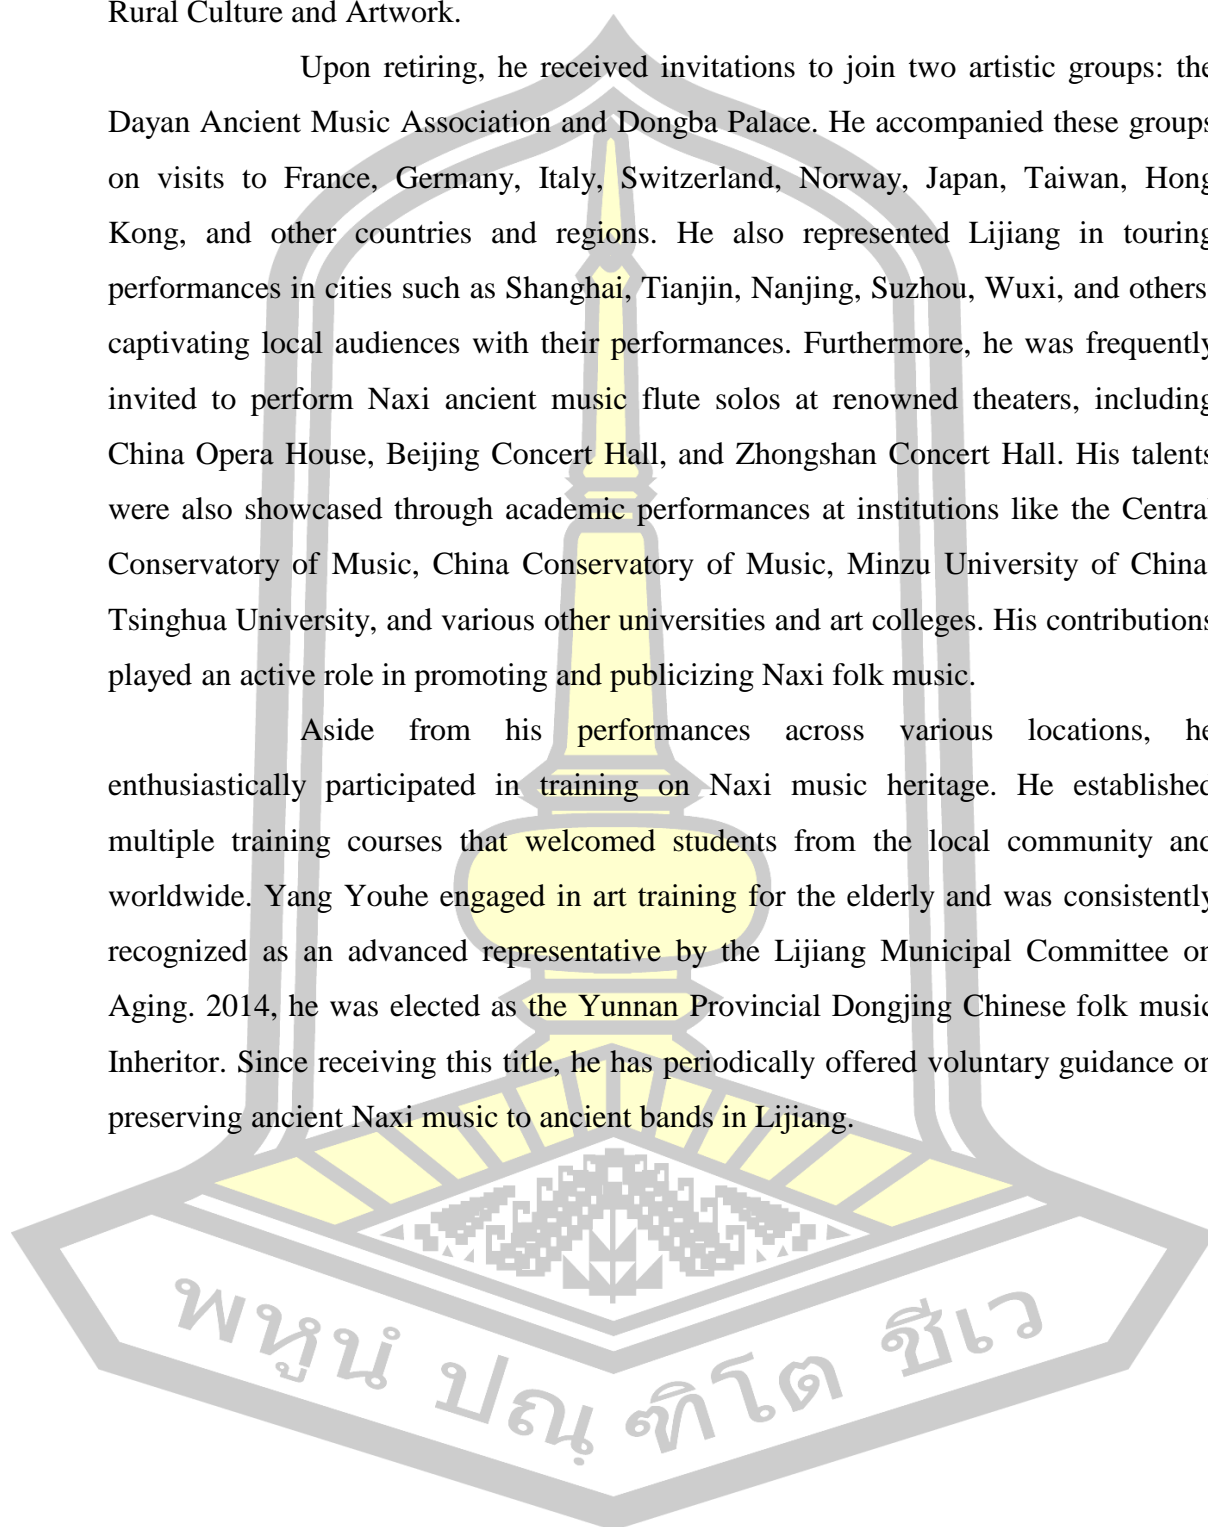 Rural Culture and Artwork.
Upon retiring, he received invitations to join two artistic groups: the
Dayan Ancient Music Association and Dongba Palace. He accompanied these groups
on visits to France, Germany, Italy, Switzerland, Norway, Japan, Taiwan, Hong
Kong, and other countries and regions. He also represented Lijiang in touring
performances in cities such as Shanghai, Tianjin, Nanjing, Suzhou, Wuxi, and others
captivating local audiences with their performances. Furthermore, he was frequently
invited to perform Naxi ancient music flute solos at renowned theaters, including
China Opera House, Beijing Concert Hall, and Zhongshan Concert Hall. His talents
were also showcased through academic performances at institutions like the Central
Conservatory of Music, China Conservatory of Music, Minzu University of China
Tsinghua University, and various other universities and art colleges. His contributions
played an active role in promoting and publicizing Naxi folk music.
Aside from his performances across various locations, he
enthusiastically participated in training on Naxi music heritage. He established
multiple training courses that welcomed students from the local community and
worldwide. Yang Youhe engaged in art training for the elderly and was consistently
recognized as an advanced representative by the Lijiang Municipal Committee on
Aging. 2014, he was elected as the Yunnan Provincial Dongjing Chinese folk music
Inheritor. Since receiving this title, he has periodically offered voluntary guidance on
preserving ancient Naxi music to ancient bands in Lijiang.
พหูนํ ปณฺฑิโต ชีเว